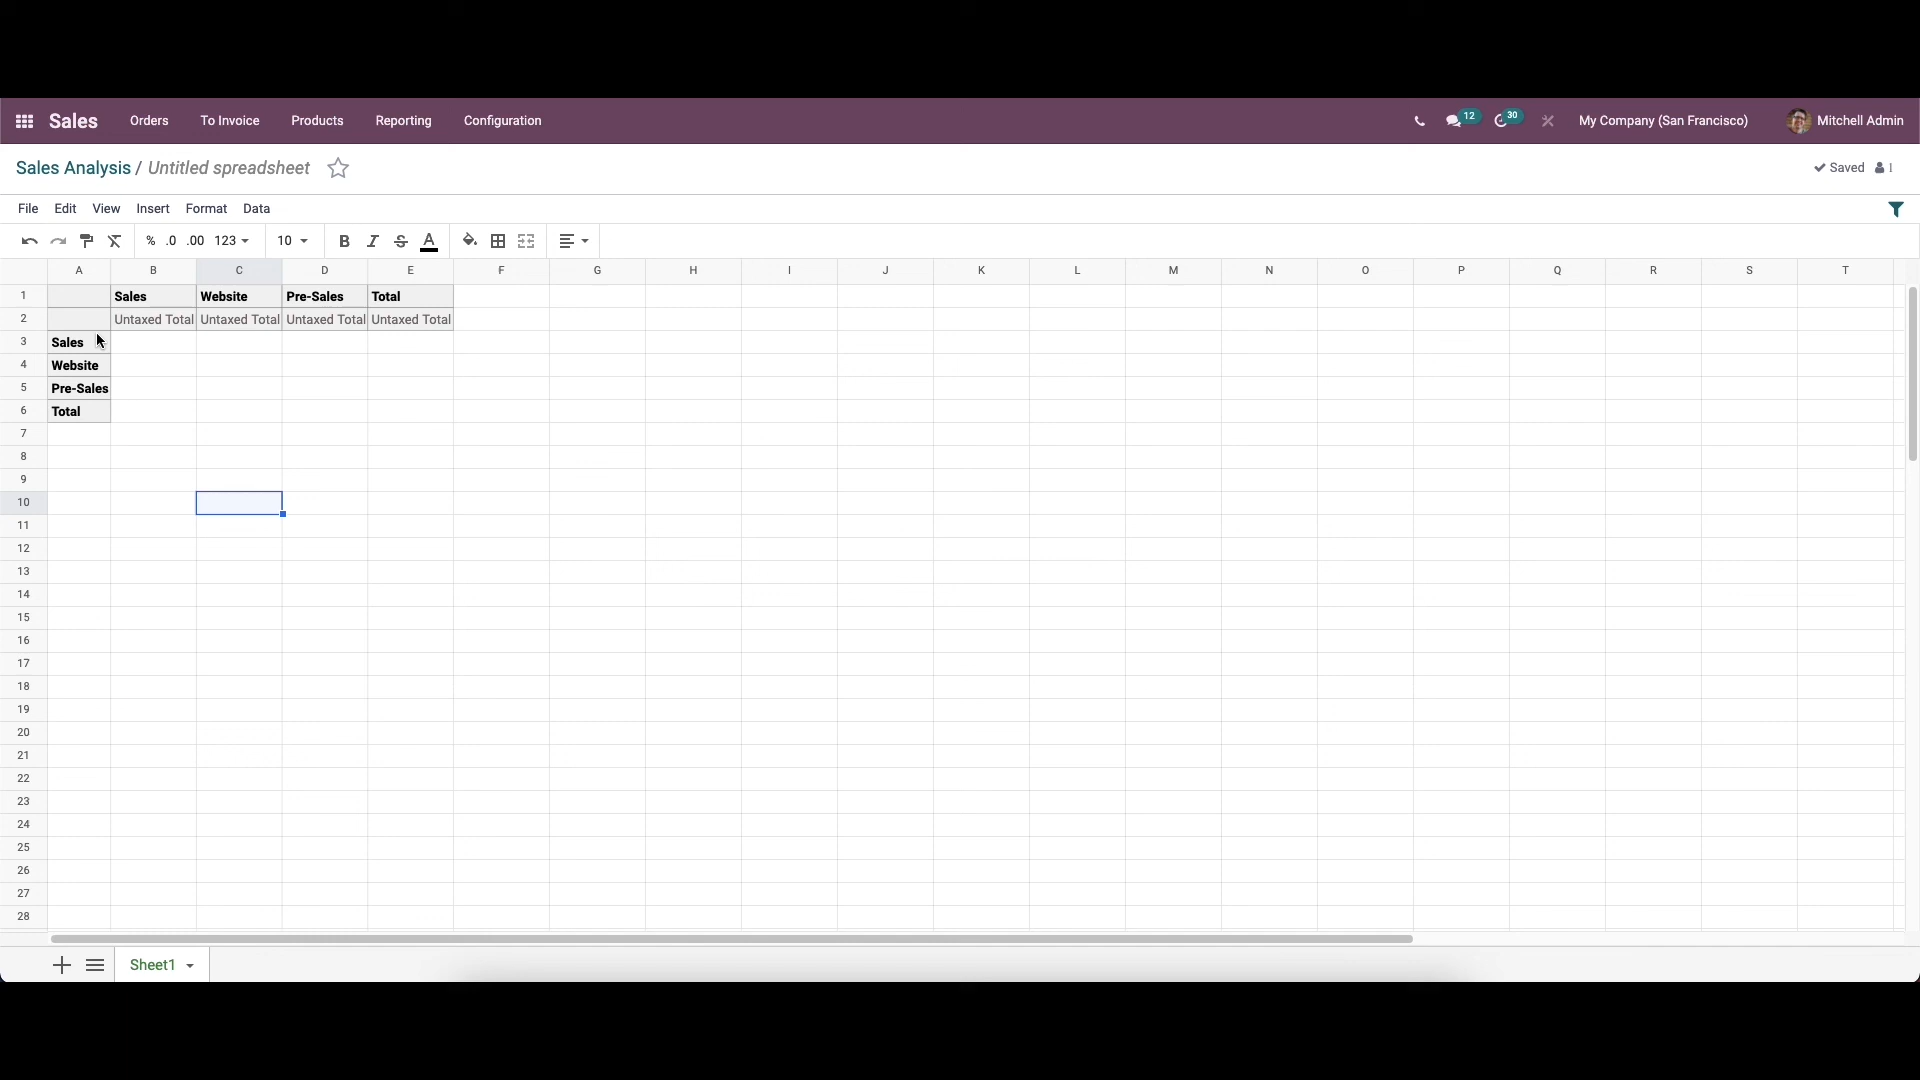 Sales Orders To Invoice Products Reporting Configuration 12 30 My Company (San Francisco) Mitchell Admin
Sales Analysis / Untitled spreadsheet Saved 1
File Edit View Insert Format Data
% .0 .00 123 10 B I S A
A B C D E F G H I J K L M N O P Q R S T
1 Sales Website Pre-Sales Total
2 Untaxed Total Untaxed Total Untaxed Total Untaxed Total
3 Sales
4 Website
5 Pre-Sales
6 Total
7
8
9
10
11
12
13
14
15
16
17
18
19
20
21
22
23
24
25
26
27
28
Sheet1